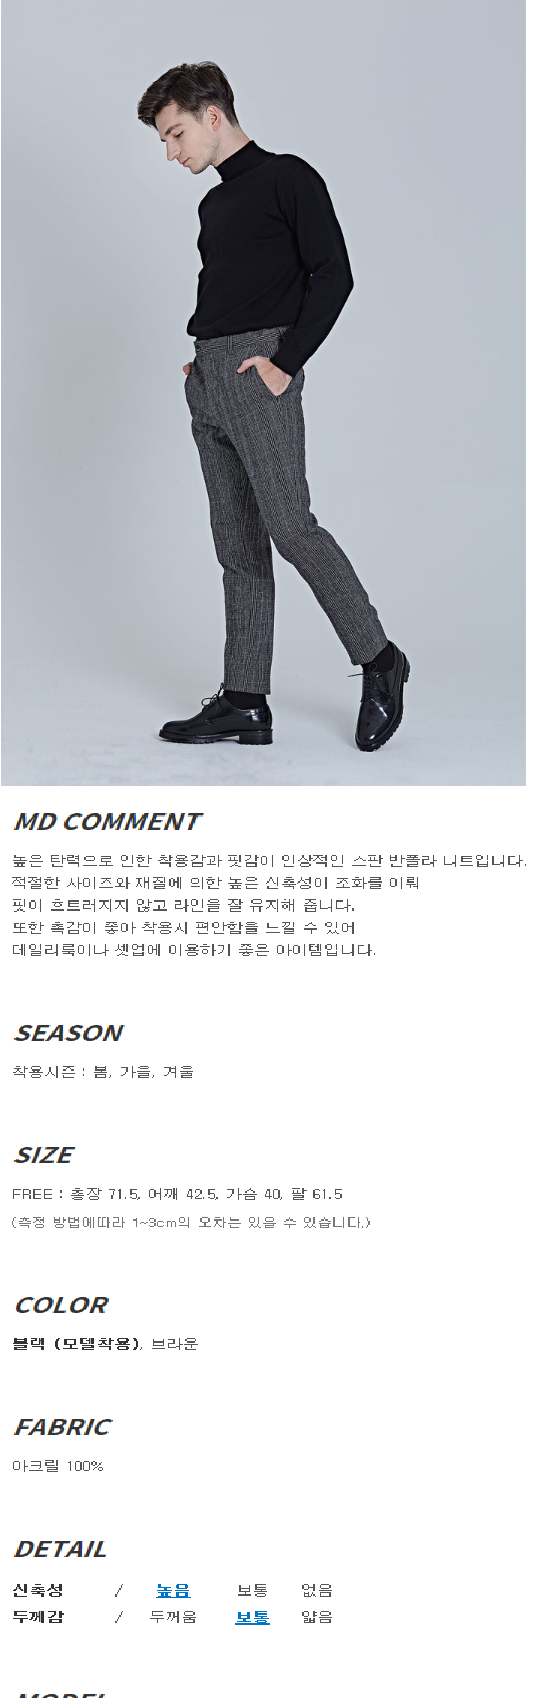 MD COMMENT
높은 탄력으로 인한 착용감과 핏감이 인상적인 스판 반폴라 니트입니다.
적절한 사이즈와 재질에 의한 높은 신축성이 조화를 이뤄
핏이 흐트러지지 않고 라인을 잘 유지해 줍니다.
또한 촉감이 좋아 착용시 편안함을 느낄 수 있어
데일리룩이나 셋업에 이용하기 좋은 아이템입니다.
SEASON
착용시즌 : 봄, 가을, 겨울
SIZE
FREE : 총장 71.5, 어깨 42.5, 가슴 40, 팔 61.5
(측정 방법에따라 1~3cm의 오차는 있을 수 있습니다.)
COLOR
블랙 (모델착용), 브라운
FABRIC
아크릴 100%
DETAIL
신축성 / 높음 보통 없음
두께감 / 두꺼움 보통 얇음
MODEL